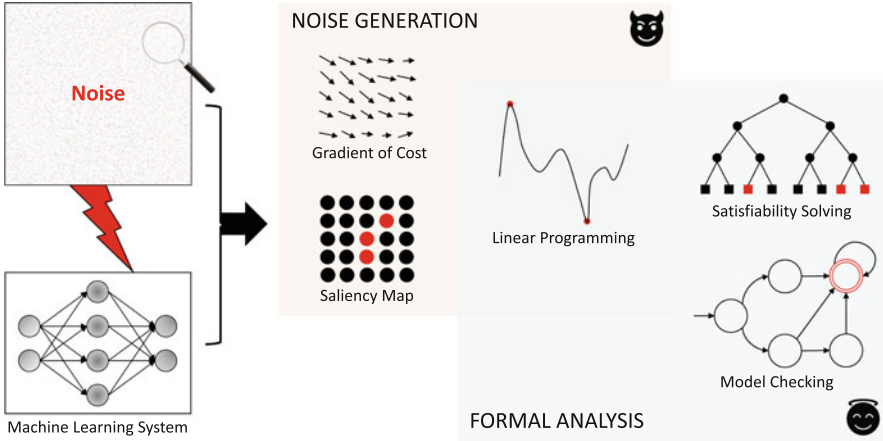 Noise
Machine Learning System
NOISE GENERATION
Gradient of Cost
Saliency Map
Linear Programming
Satisfiability Solving
Model Checking
FORMAL ANALYSIS